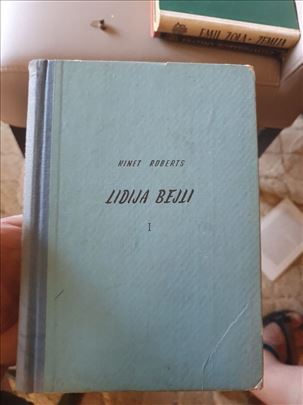 EMIL ZOLA · ZEMLJA
KINET ROBERTS
LIDIJA BEJLI
I